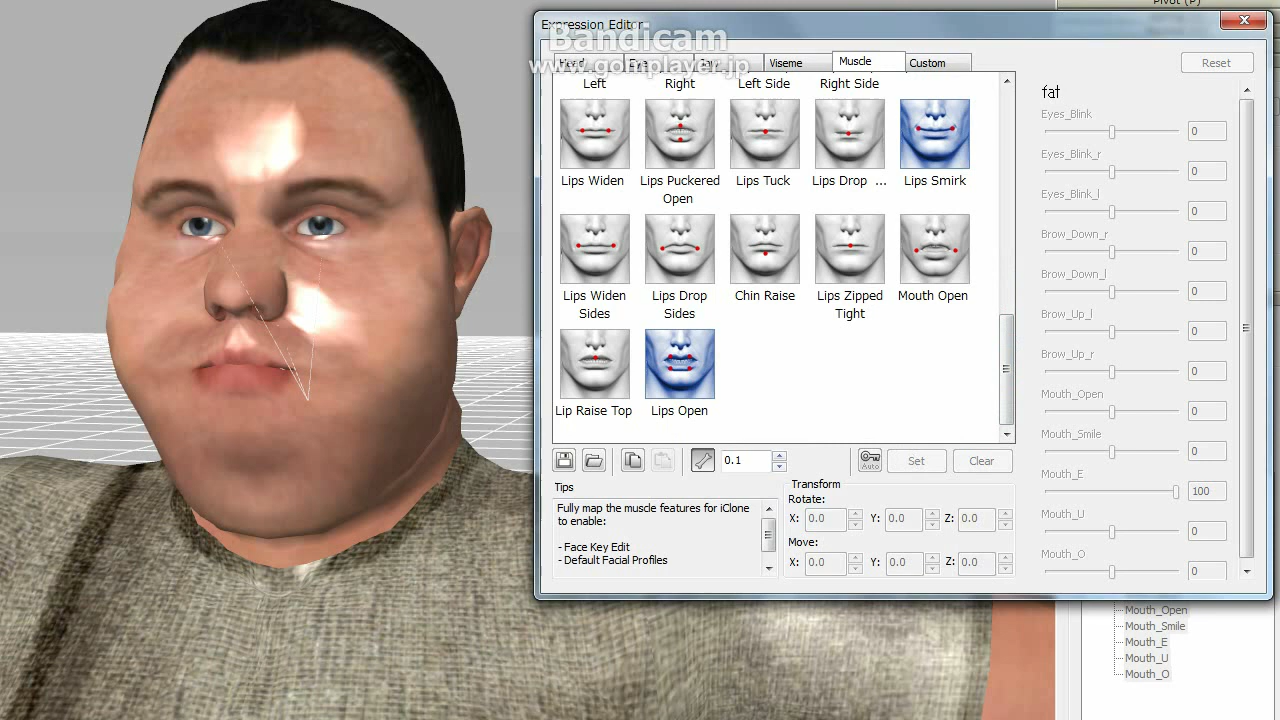 Pivot (P)
Expression Editor
Bandicam
www.gomplayer.jp
Head Eye Jaw Viseme Muscle Custom
Reset
Left Right Left Side Right Side
Lips Widen Lips Puckered Open Lips Tuck Lips Drop ... Lips Smirk
Lips Widen Sides Lips Drop Sides Chin Raise Lips Zipped Tight Mouth Open
Lip Raise Top Lips Open
0.1
Auto
Set
Clear
Tips
Fully map the muscle features for iClone
to enable:
- Face Key Edit
- Default Facial Profiles
Transform
Rotate:
X: 0.0 Y: 0.0 Z: 0.0
Move:
X: 0.0 Y: 0.0 Z: 0.0
fat
Eyes_Blink
0
Eyes_Blink_r
0
Eyes_Blink_l
0
Brow_Down_r
0
Brow_Down_l
0
Brow_Up_l
0
Brow_Up_r
0
Mouth_Open
0
Mouth_Smile
0
Mouth_E
100
Mouth_U
0
Mouth_O
0
Mouth_Open
Mouth_Smile
Mouth_E
Mouth_U
Mouth_O